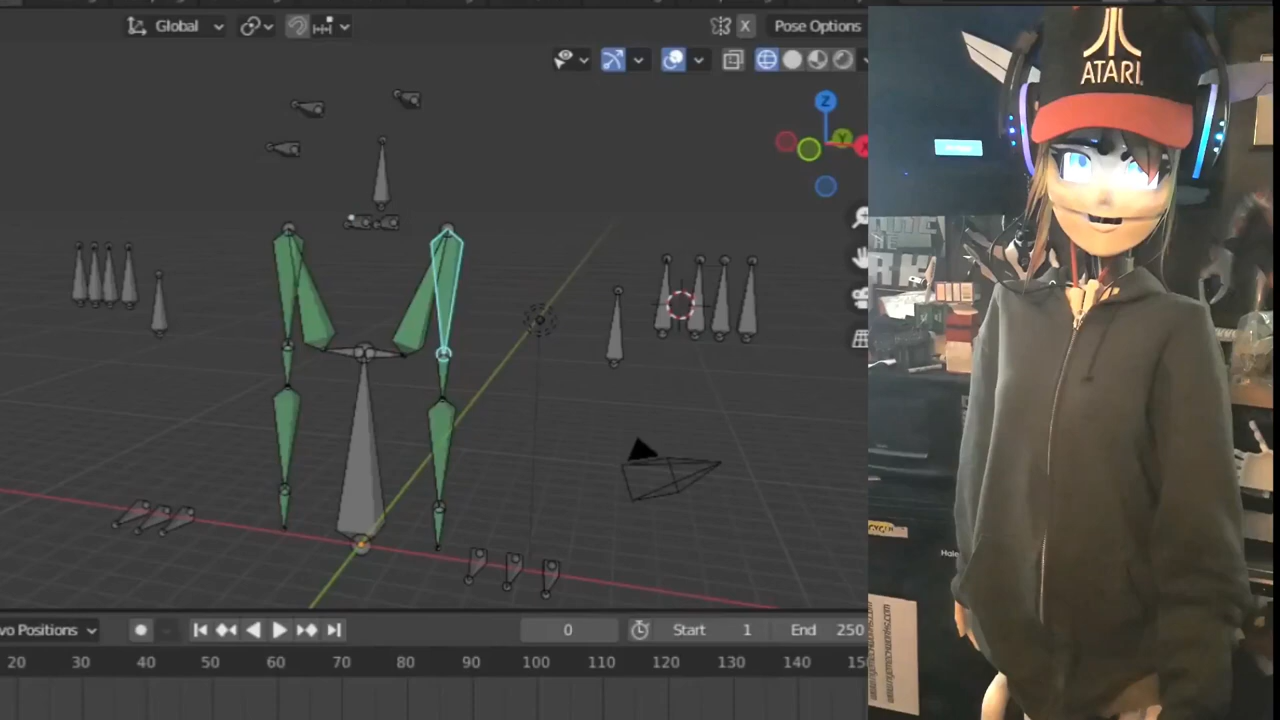 Global
X
Pose Options
Z
Y
X
ATARI
vo Positions
0
Start 1
End 250
20 30 40 50 60 70 80 90 100 110 120 130 140 15